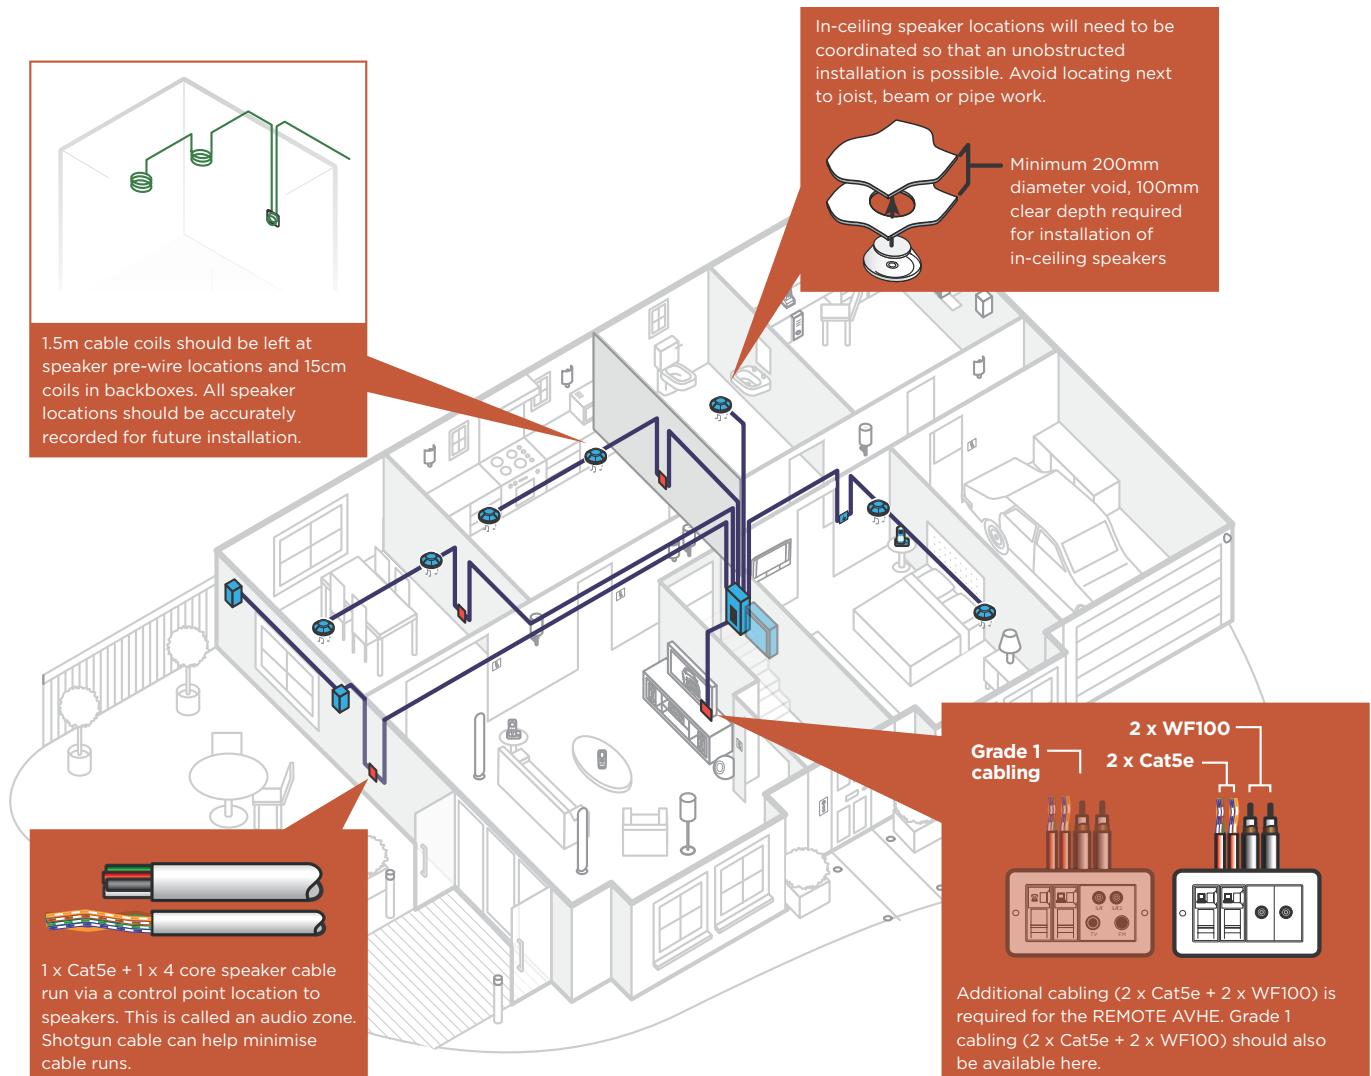 In-ceiling speaker locations will need to be
coordinated so that an unobstructed
installation is possible. Avoid locating next
to joist, beam or pipe work.
Minimum 200mm
diameter void, 100mm
clear depth required
for installation of
in-ceiling speakers
1.5m cable coils should be left at
speaker pre-wire locations and 15cm
coils in backboxes. All speaker
locations should be accurately
recorded for future installation.
Grade 1
cabling
2 x WF100
2 x Cat5e
TV
FM
Additional cabling (2 x Cat5e + 2 x WF100) is
required for the REMOTE AVHE. Grade 1
cabling (2 x Cat5e + 2 x WF100) should also
be available here.
1 x Cat5e + 1 x 4 core speaker cable
run via a control point location to
speakers. This is called an audio zone.
Shotgun cable can help minimise
cable runs.